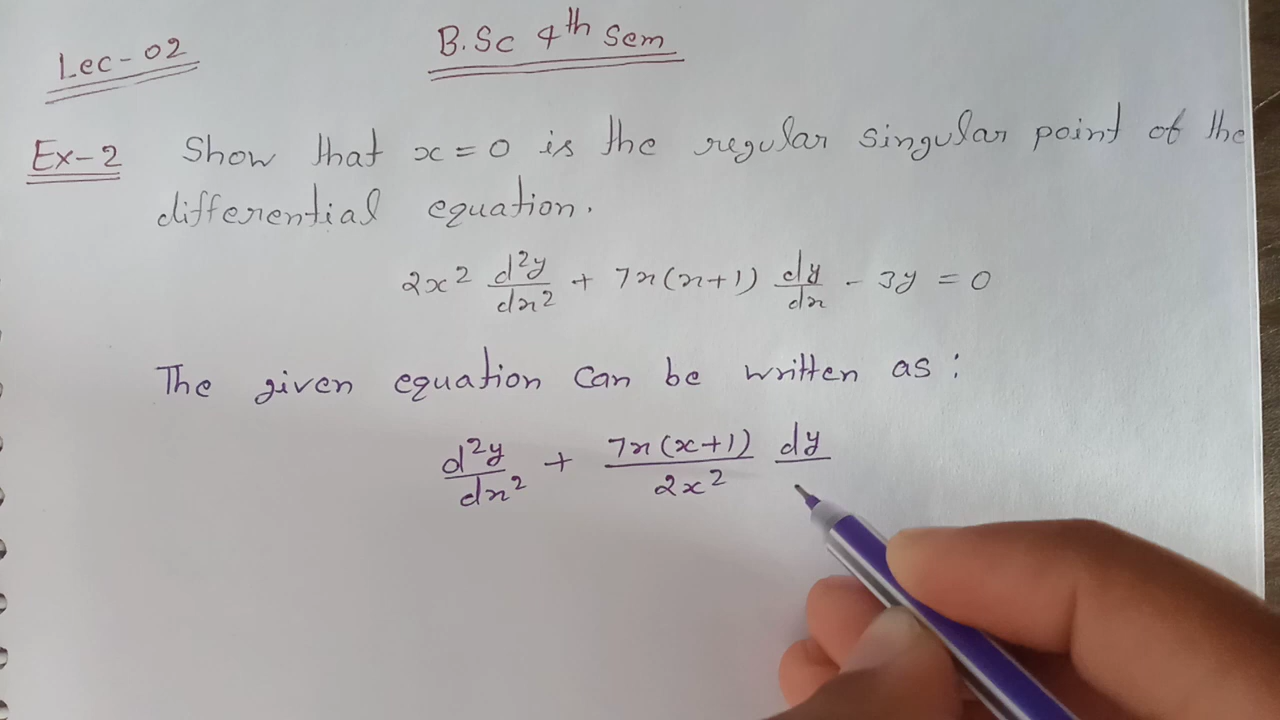 Lec-02
B.Sc 4th Sem
Ex-2 Show that x = 0 is the regular singular point of the
differential equation.
2x² d²y/dx² + 7x(x+1) dy/dx - 3y = 0
The given equation can be written as :
d²y/dx² + 7x(x+1)/2x² dy/